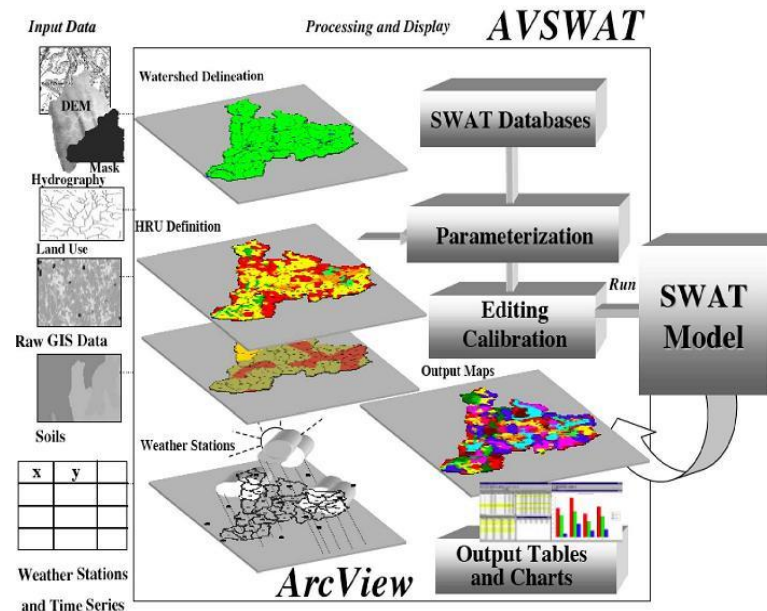 Input Data
Processing and Display
AVSWAT
Watershed Delineation
DEM
Mask
SWAT Databases
Hydrography
HRU Definition
Land Use
Parameterization
Run
SWAT
Model
Editing
Calibration
Raw GIS Data
Output Maps
Soils
Weather Stations
x y
Output Tables
and Charts
Weather Stations
and Time Series
ArcView